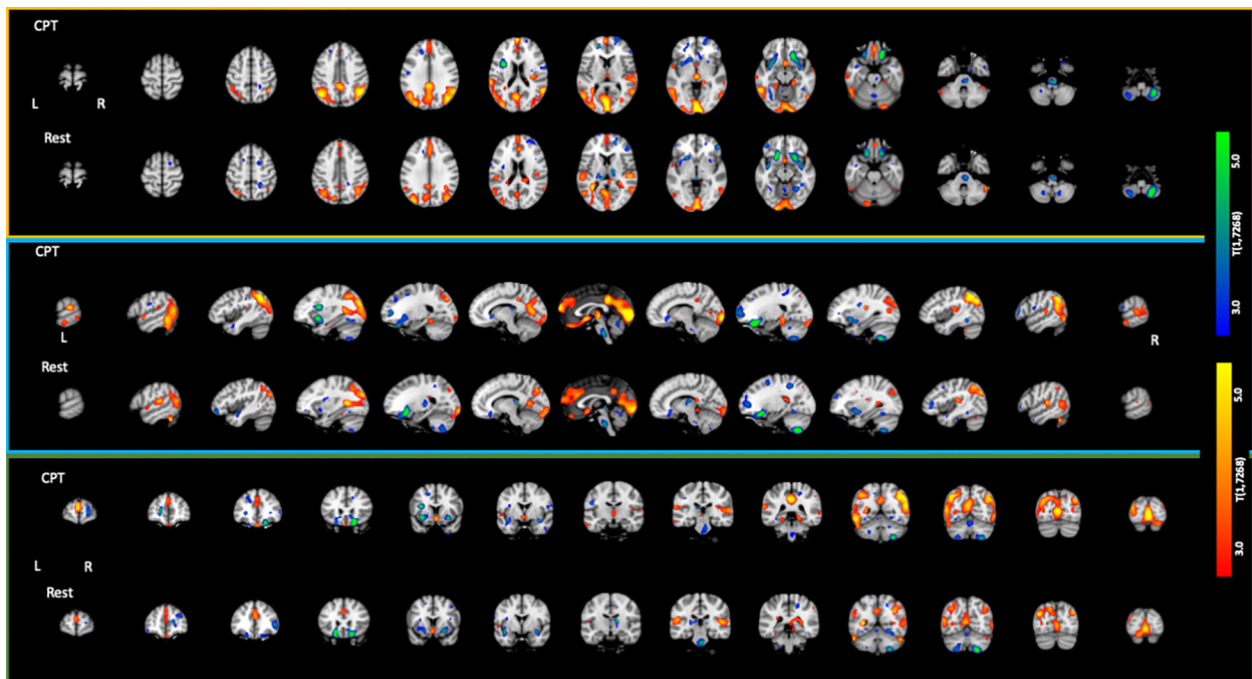 CPT
L R
Rest
5.0
T(1,7268)
3.0
CPT
L R
Rest
5.0
T(1,7268)
3.0
CPT
L R
Rest